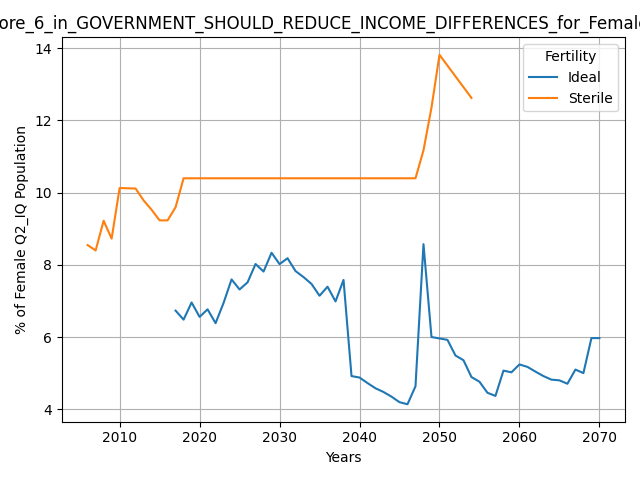 ore_6_in_GOVERNMENT_SHOULD_REDUCE_INCOME_DIFFERENCES_for_Female
Fertility
Ideal
Sterile
% of Female Q2_IQ Population
14
12
10
8
6
4
2010 2020 2030 2040 2050 2060 2070
Years